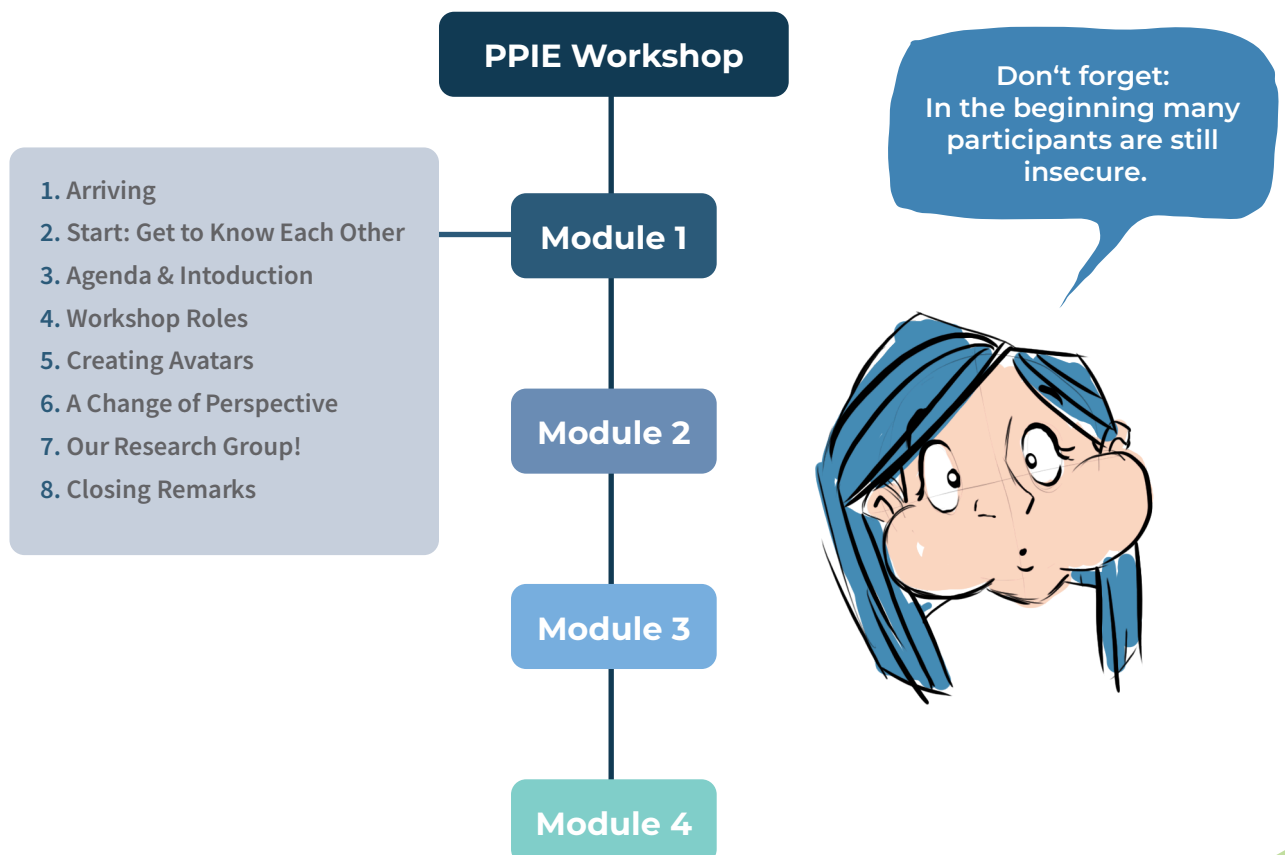 PPIE Workshop
Don‘t forget:
In the beginning many
participants are still
insecure.
1. Arriving
2. Start: Get to Know Each Other
3. Agenda & Intoduction
4. Workshop Roles
5. Creating Avatars
6. A Change of Perspective
7. Our Research Group!
8. Closing Remarks
Module 1
Module 2
Module 3
Module 4